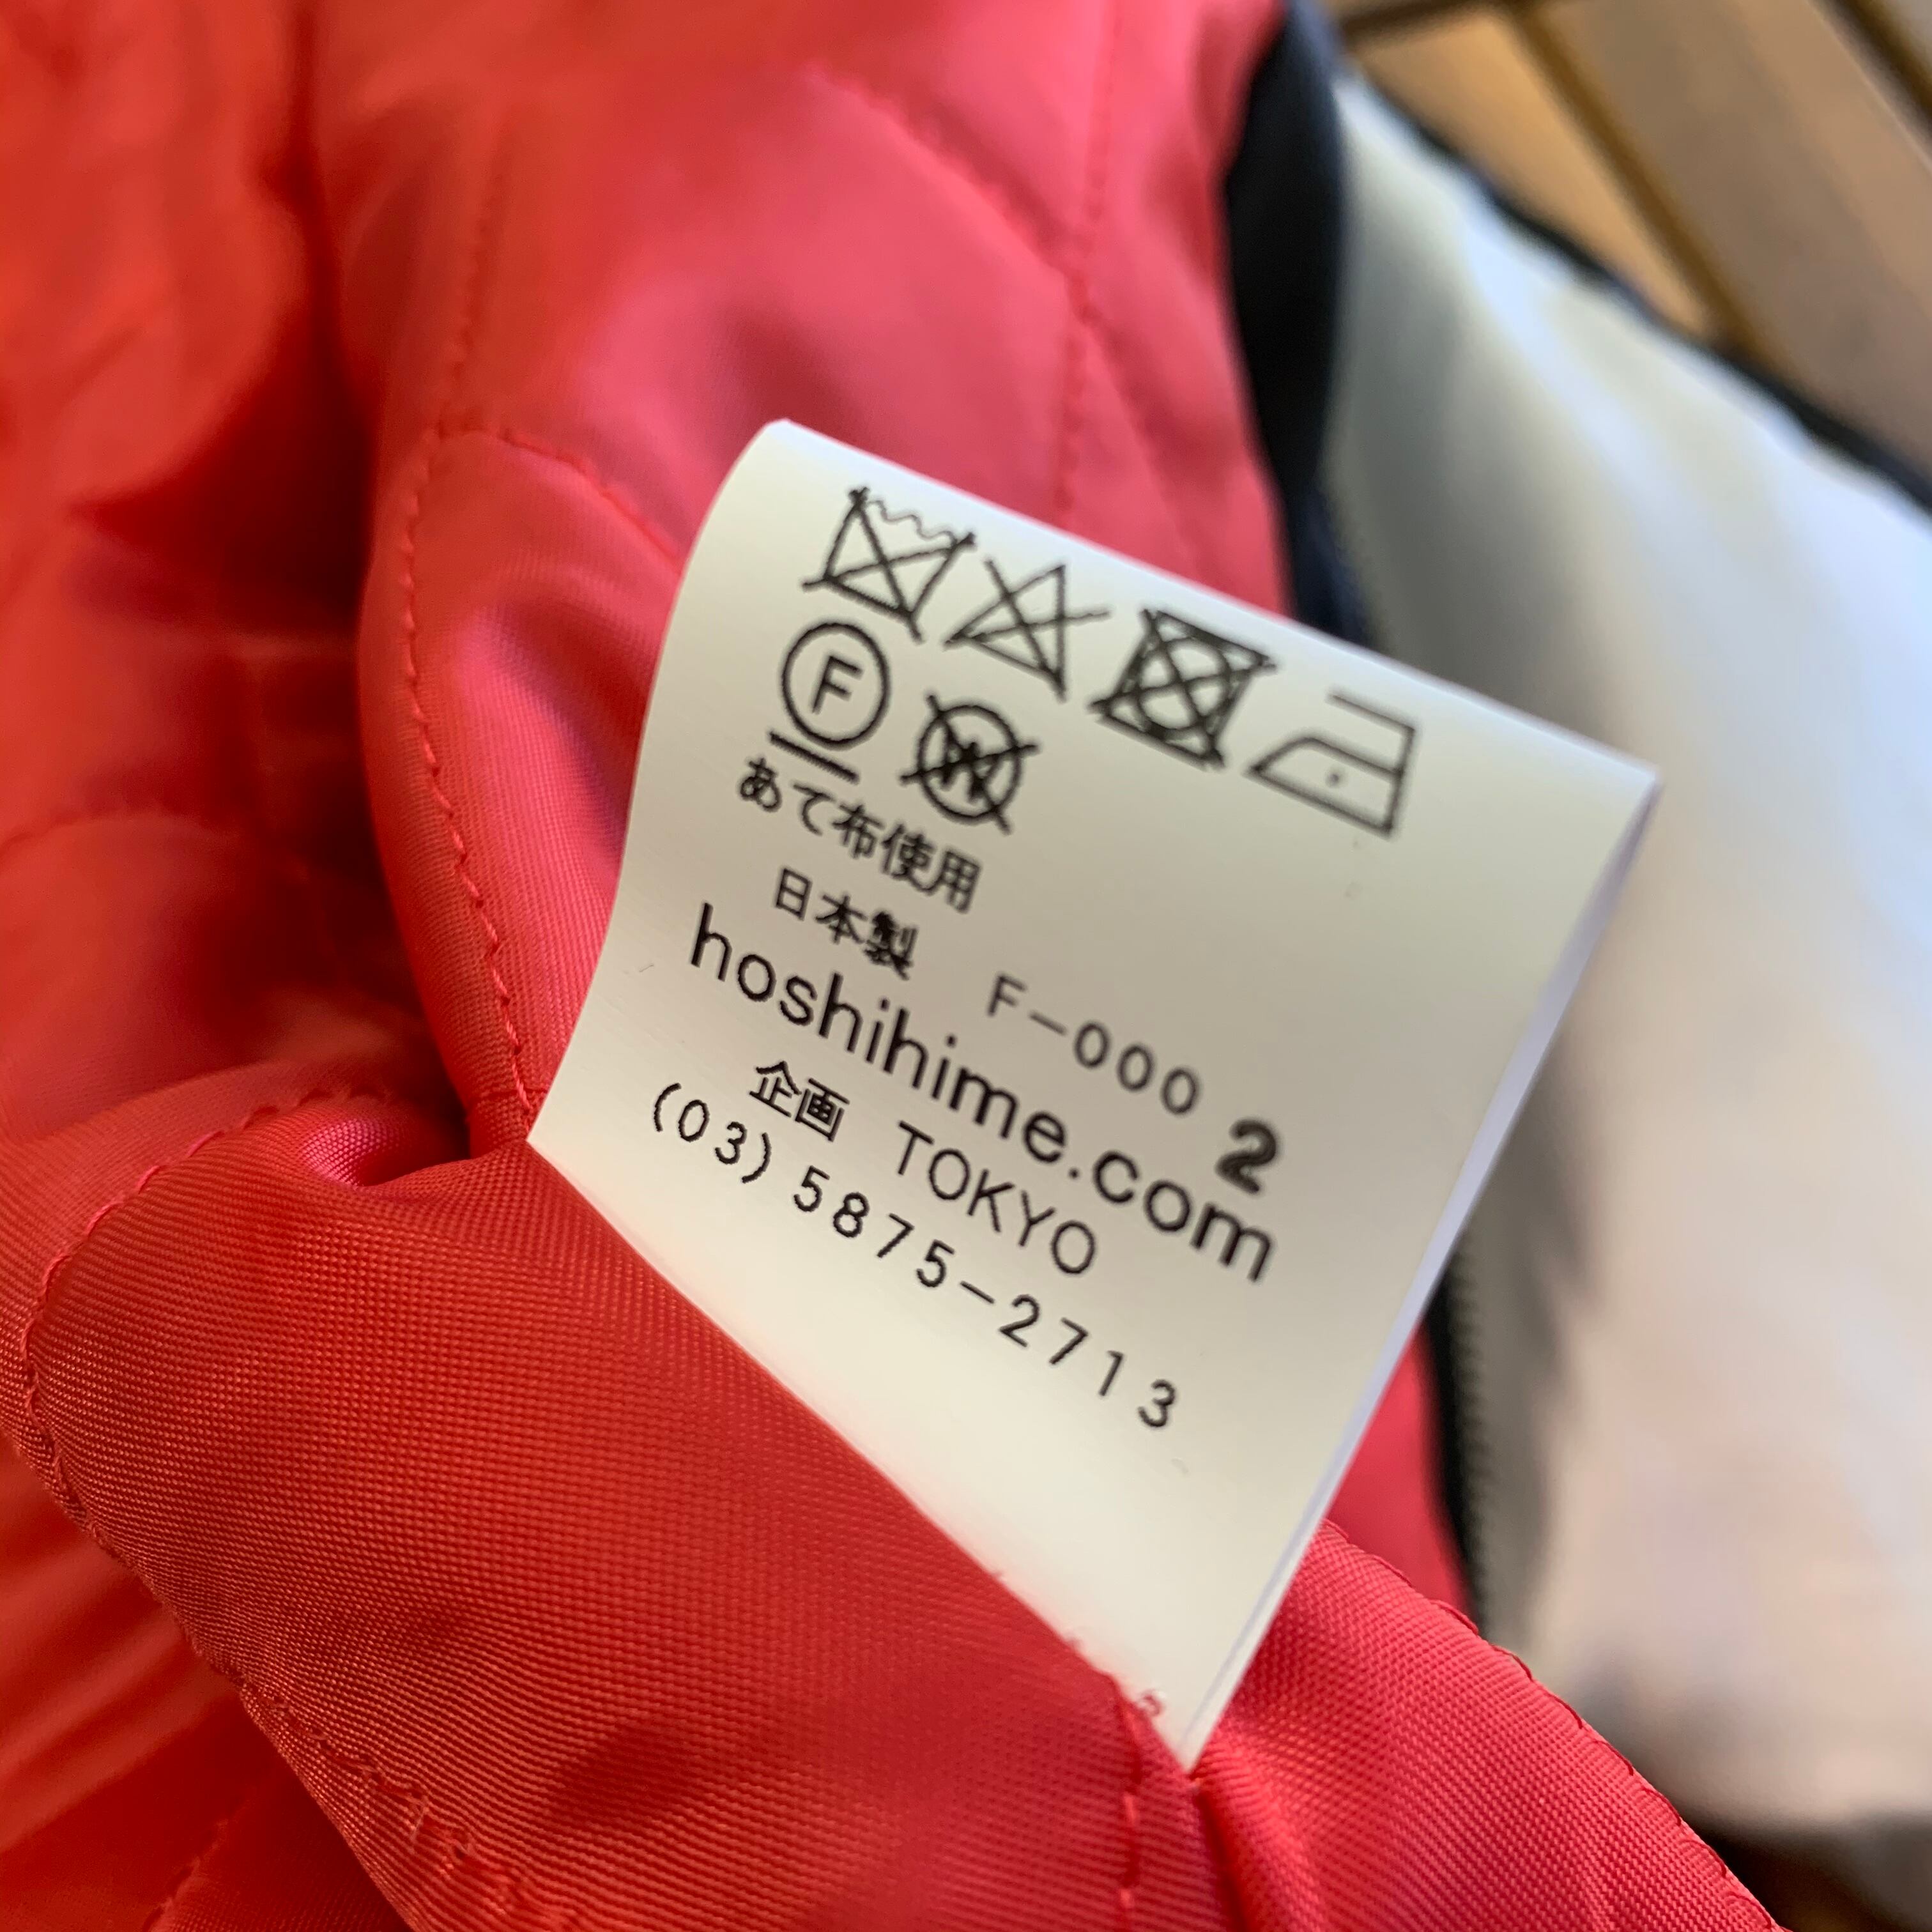 F W
あて布使用
日本製 F-000 2
hoshihime.com
企画 TOKYO
(03)5875-2713